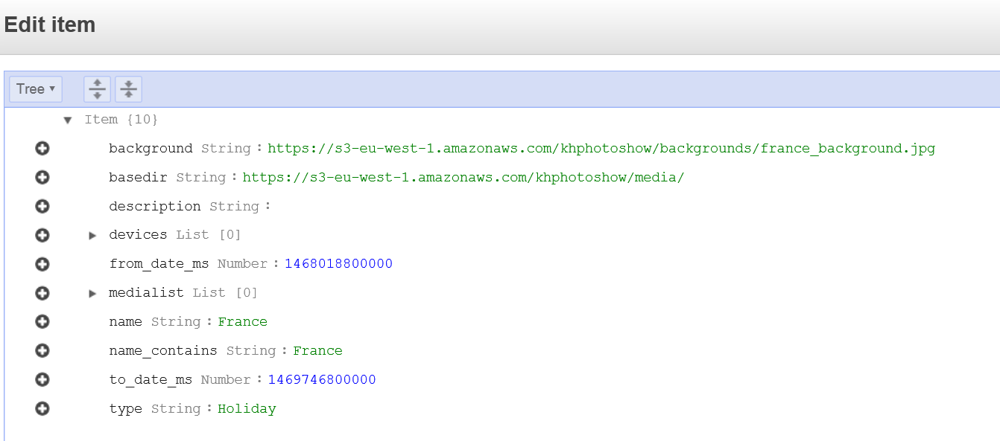 Edit item
Tree
Item {10}
background String : https://s3-eu-west-1.amazonaws.com/khphotoshow/backgrounds/france_background.jpg
basedir String : https://s3-eu-west-1.amazonaws.com/khphotoshow/media/
description String :
devices List [0]
from_date_ms Number : 1468018800000
medialist List [0]
name String : France
name_contains String : France
to_date_ms Number : 1469746800000
type String : Holiday